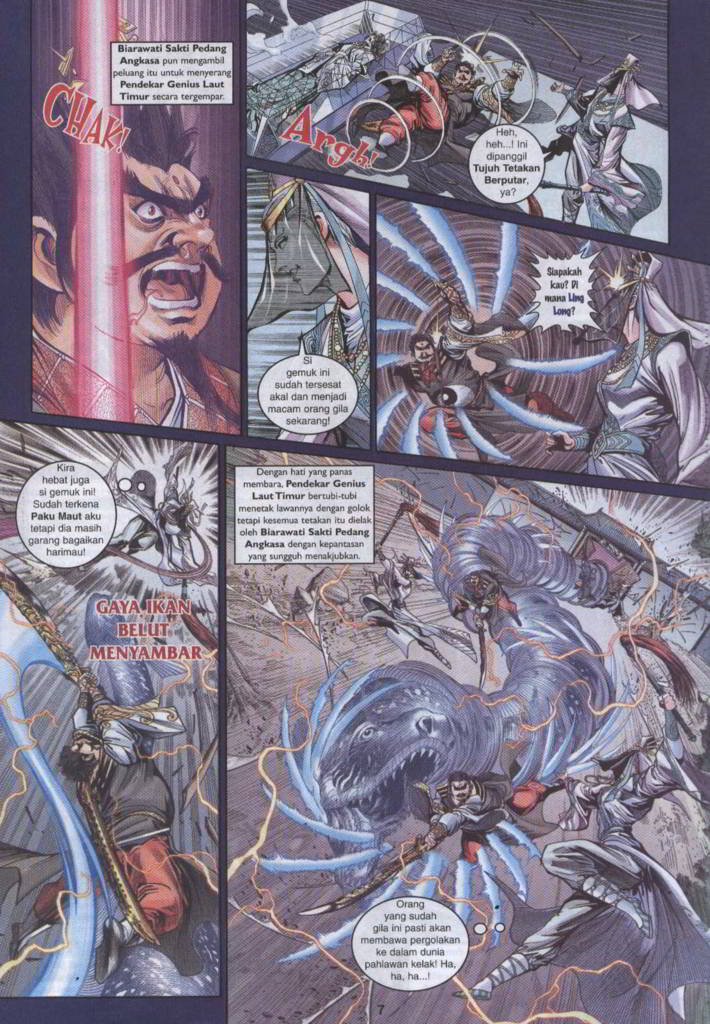 Biarawati Sakti Pedang
Angkasa pun mengambil
peluang itu untuk menyerang
Pendekar Genius Laut
Timur secara tergempar.
CHAK!
Argh!
Heh,
heh...! Ini
dipanggil
Tujuh Tetakan
Berputar,
ya?
Si
gemuk ini
sudah tersesat
akal dan menjadi
macam orang gila
sekarang!
Siapakah
kau? Di
mana Ling
Long?
Kira
hebat juga
si gemuk ini!
Sudah terkena
Paku Maut aku
tetapi dia masih
garang bagaikan
harimau!
GAYA IKAN
BELUT
MENYAMBAR
Dengan hati yang panas
membara, Pendekar Genius
Laut Timur bertubi-tubi
menetak lawannya dengan golok
tetapi kesemua tetakan itu dielak
oleh Biarawati Sakti Pedang
Angkasa dengan kepantasan
yang sungguh menakjubkan.
Orang
yang sudah
gila ini pasti akan
membawa pergolakan
ke dalam dunia
pahlawan kelak! Ha,
ha, ha...!
7